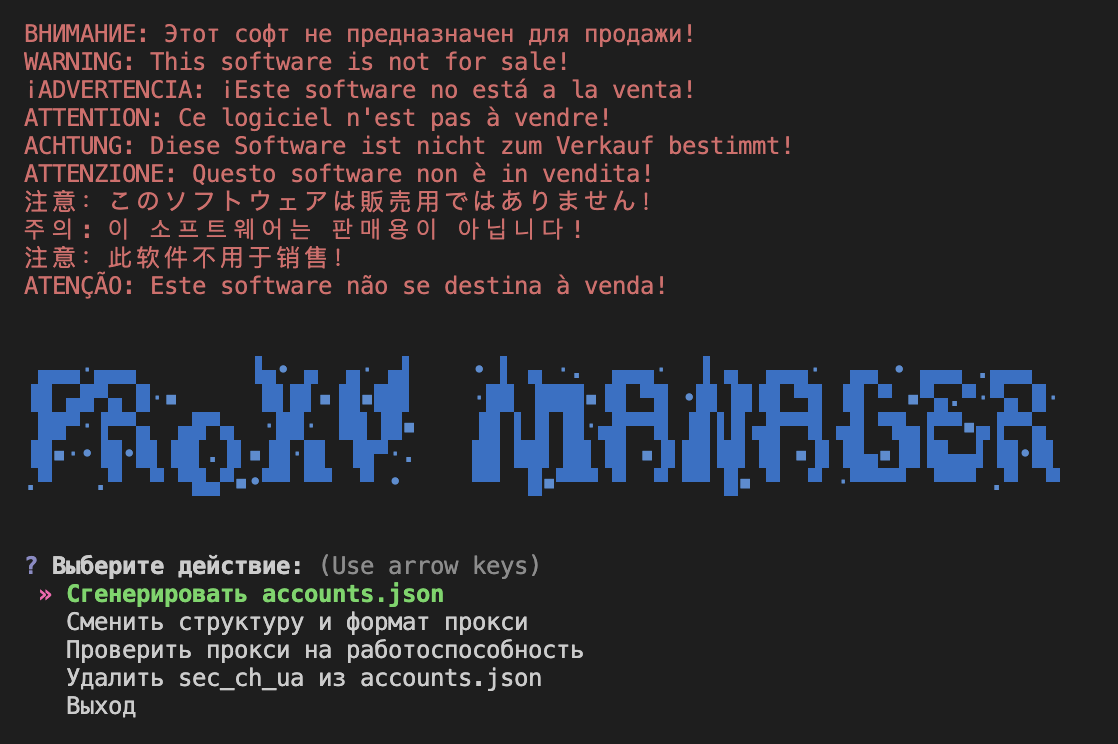 ВНИМАНИЕ: Этот софт не предназначен для продажи!
WARNING: This software is not for sale!
¡ADVERTENCIA: ¡Este software no está a la venta!
ATTENTION: Ce logiciel n'est pas à vendre!
ACHTUNG: Diese Software ist nicht zum Verkauf bestimmt!
ATTENZIONE: Questo software non è in vendita!
注意: このソフトウェアは販売用ではありません!
주의: 이 소프트웨어는 판매용이 아닙니다!
注意: 此软件不用于销售!
ATENÇÃO: Este software não se destina à venda!
PRoXY MANAGER
? Выберите действие: (Use arrow keys)
» Сгенерировать accounts.json
Сменить структуру и формат прокси
Проверить прокси на работоспособность
Удалить sec_ch_ua из accounts.json
Выход